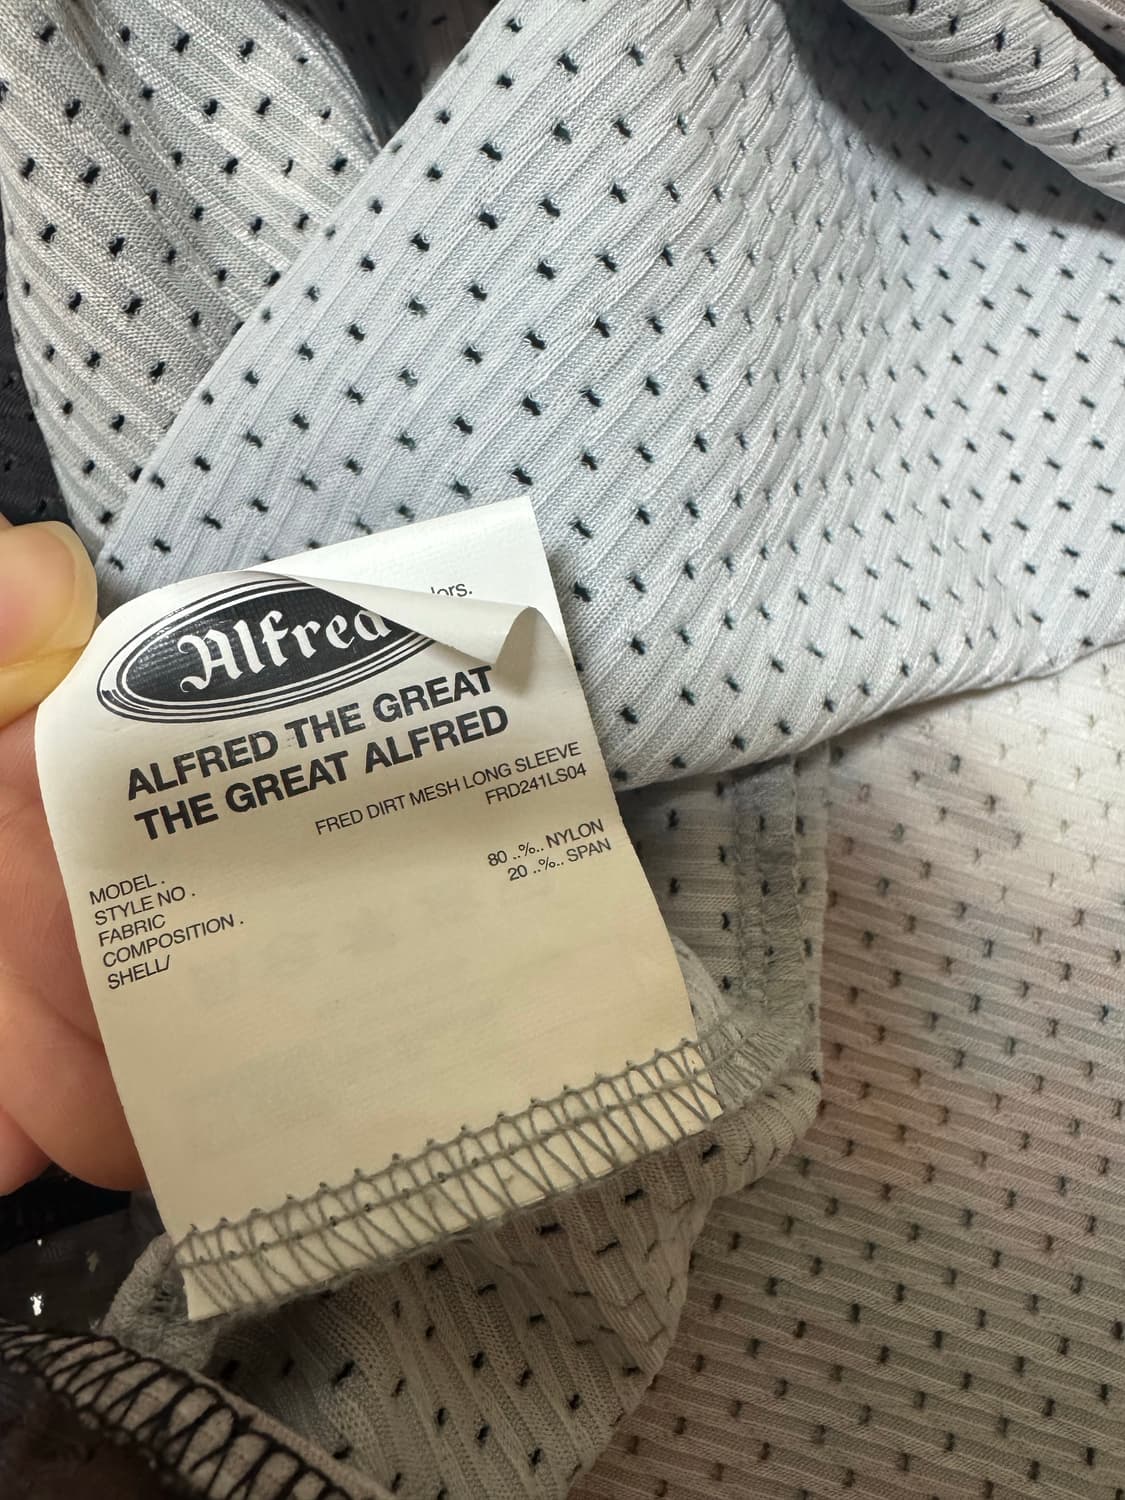 lors.
Alfred
ALFRED THE GREAT
THE GREAT ALFRED
MODEL . FRED DIRT MESH LONG SLEEVE
STYLE NO . FRD241LS04
FABRIC
COMPOSITION . 80 ..%.. NYLON
SHELL/ 20 ..%.. SPAN